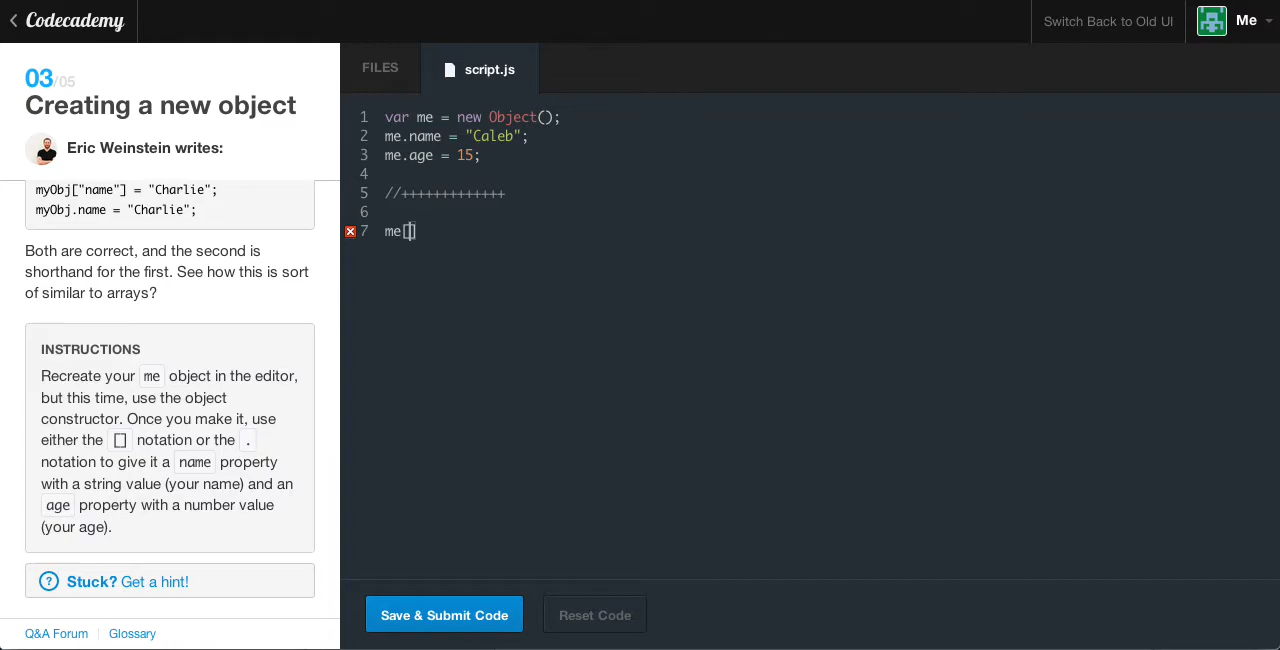 Codecademy
Switch Back to Old UI
Me
03/05
Creating a new object
Eric Weinstein writes:
myObj["name"] = "Charlie";
myObj.name = "Charlie";
Both are correct, and the second is
shorthand for the first. See how this is sort
of similar to arrays?
INSTRUCTIONS
Recreate your me object in the editor,
but this time, use the object
constructor. Once you make it, use
either the [] notation or the .
notation to give it a name property
with a string value (your name) and an
age property with a number value
(your age).
? Stuck? Get a hint!
Q&A Forum | Glossary
FILES
script.js
1 var me = new Object();
2 me.name = "Caleb";
3 me.age = 15;
4
5 //+++++++++++++
6
7 me[]
Save & Submit Code
Reset Code